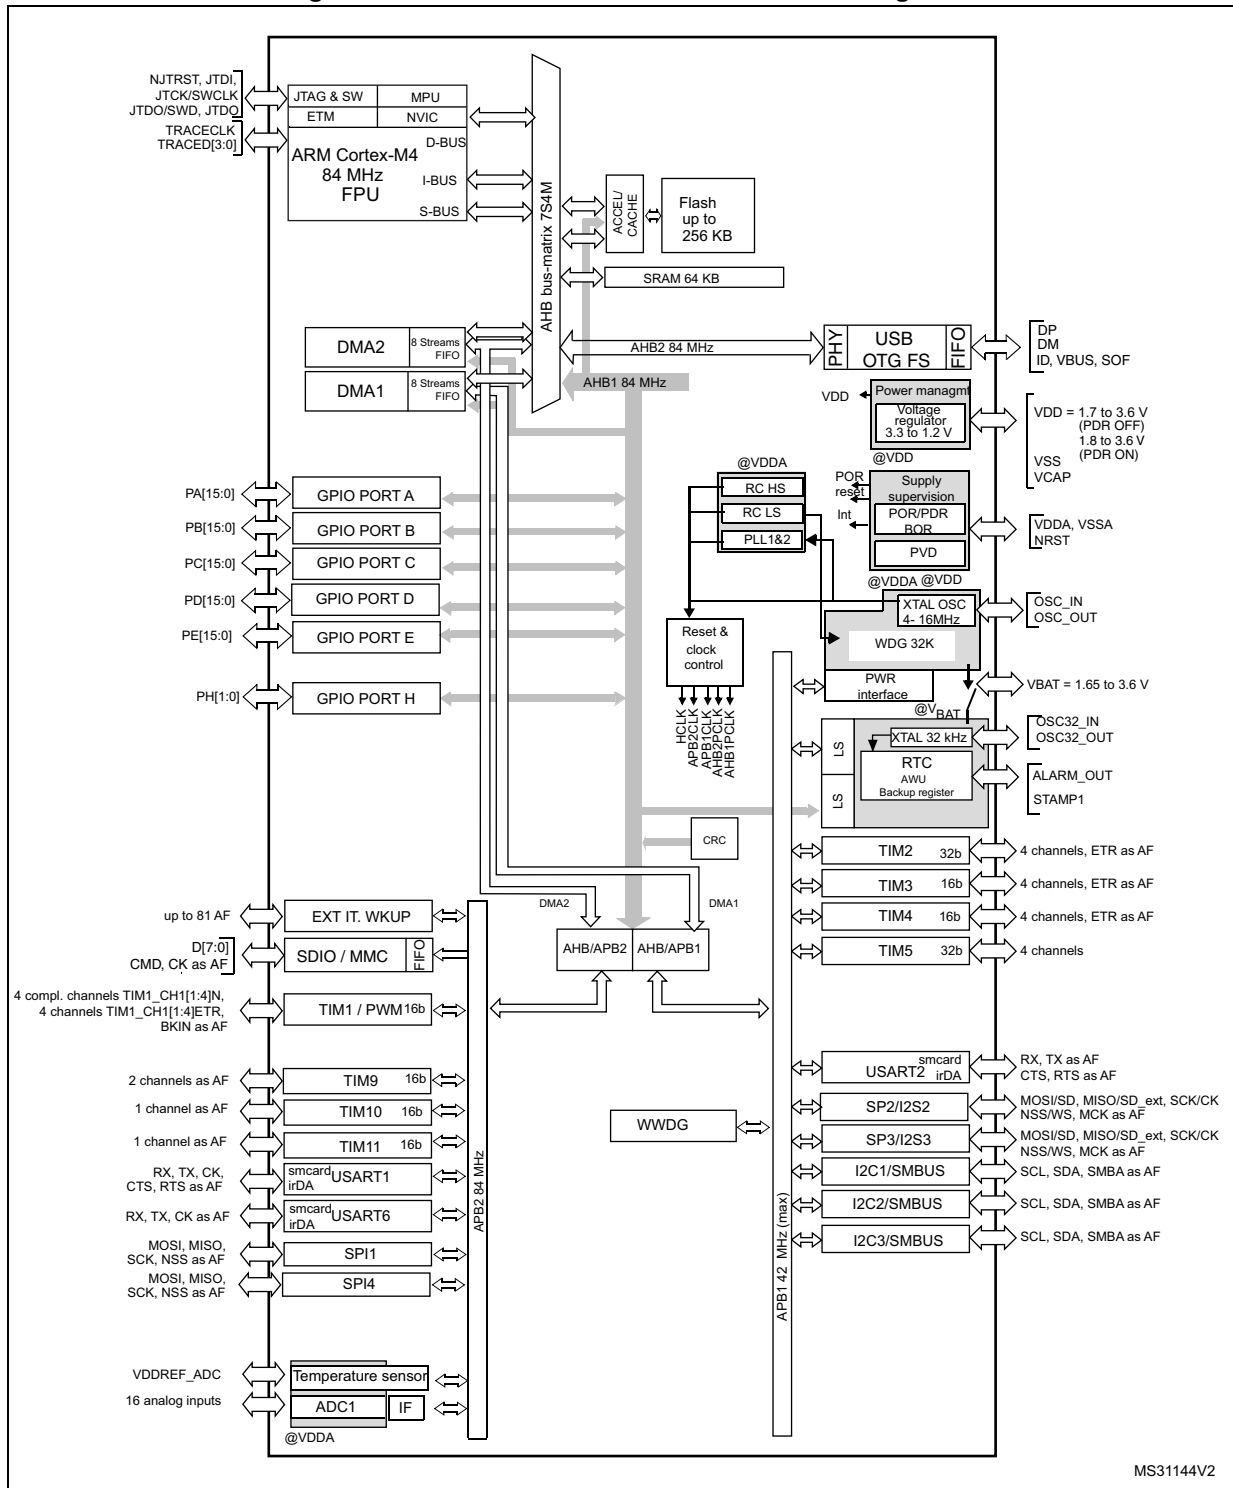 NJTRST, JTDI,
JTCK/SWCLK
JTDO/SWD, JTDO
TRACECLK
TRACED[3:0]
JTAG & SW
MPU
ETM
NVIC
ARM Cortex-M4
84 MHz
FPU
D-BUS
I-BUS
S-BUS
AHB bus-matrix 7S4M
ACCEL/
CACHE
Flash
up to
256 KB
SRAM 64 KB
DMA2
8 Streams
FIFO
DMA1
8 Streams
FIFO
AHB2 84 MHz
AHB1 84 MHz
PHY
USB
OTG FS
FIFO
DP
DM
ID, VBUS, SOF
VDD
Power managmt
Voltage
regulator
3.3 to 1.2 V
@VDD
VDD = 1.7 to 3.6 V
(PDR OFF)
1.8 to 3.6 V
(PDR ON)
VSS
VCAP
@VDDA
RC HS
RC LS
PLL1&2
POR
reset
Int
Supply
supervision
POR/PDR
BOR
PVD
VDDA, VSSA
NRST
@VDDA @VDD
XTAL OSC
4- 16MHz
OSC_IN
OSC_OUT
WDG 32K
PWR
interface
VBAT = 1.65 to 3.6 V
@VBAT
Reset &
clock
control
HCLK
APB2CLK
APB1CLK
AHB2PCLK
AHB1PCLK
LS
LS
XTAL 32 kHz
RTC
AWU
Backup register
OSC32_IN
OSC32_OUT
ALARM_OUT
STAMP1
PA[15:0]
GPIO PORT A
PB[15:0]
GPIO PORT B
PC[15:0]
GPIO PORT C
PD[15:0]
GPIO PORT D
PE[15:0]
GPIO PORT E
PH[1:0]
GPIO PORT H
CRC
DMA2
DMA1
AHB/APB2
AHB/APB1
TIM2 32b
4 channels, ETR as AF
TIM3 16b
4 channels, ETR as AF
TIM4 16b
4 channels, ETR as AF
TIM5 32b
4 channels
up to 81 AF
EXT IT. WKUP
D[7:0]
CMD, CK as AF
SDIO / MMC
FIFO
4 compl. channels TIM1_CH1[1:4]N,
4 channels TIM1_CH1[1:4]ETR,
BKIN as AF
TIM1 / PWM 16b
2 channels as AF
TIM9 16b
1 channel as AF
TIM10 16b
1 channel as AF
TIM11 16b
RX, TX, CK,
CTS, RTS as AF
smcard
irDA
USART1
RX, TX, CK as AF
smcard
irDA
USART6
MOSI, MISO,
SCK, NSS as AF
SPI1
MOSI, MISO,
SCK, NSS as AF
SPI4
APB2 84 MHz
VDDREF_ADC
Temperature sensor
16 analog inputs
ADC1
IF
@VDDA
WWDG
APB1 42 MHz (max)
USART2
smcard
irDA
RX, TX as AF
CTS, RTS as AF
SP2/I2S2
MOSI/SD, MISO/SD_ext, SCK/CK
NSS/WS, MCK as AF
SP3/I2S3
MOSI/SD, MISO/SD_ext, SCK/CK
NSS/WS, MCK as AF
I2C1/SMBUS
SCL, SDA, SMBA as AF
I2C2/SMBUS
SCL, SDA, SMBA as AF
I2C3/SMBUS
SCL, SDA, SMBA as AF
MS31144V2